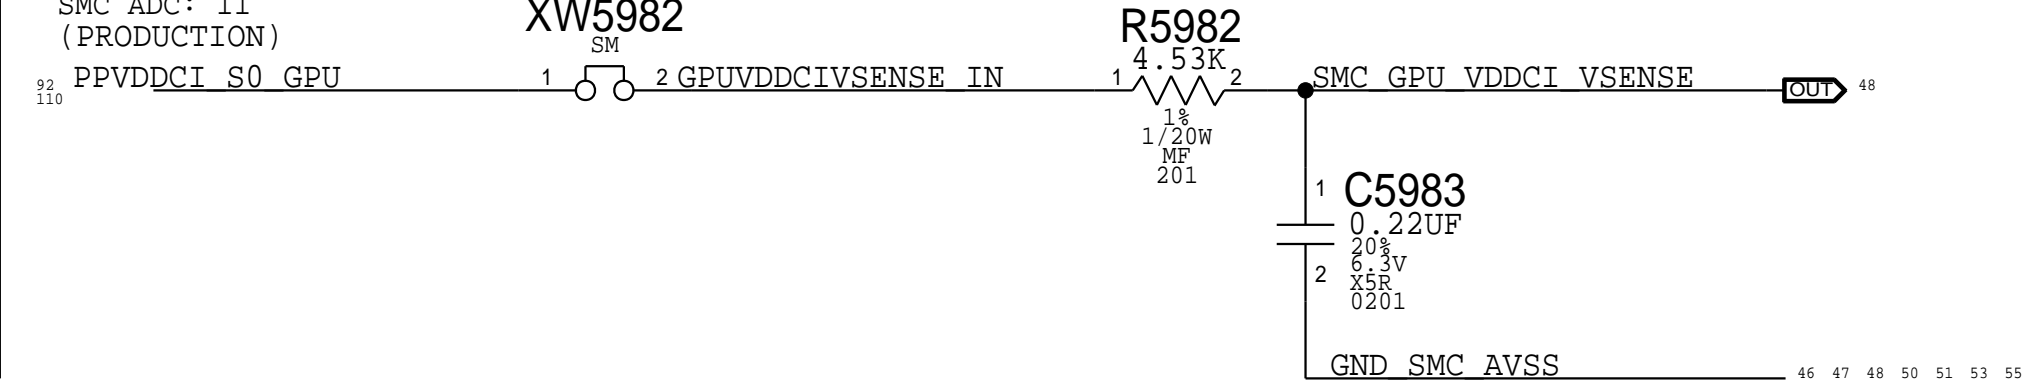 SMC ADC: 11
(PRODUCTION)
92
110
PPVDDCI_S0_GPU
XW5982
SM
1
2
GPUVDDCIVSENSE_IN
R5982
4.53K
1
2
1%
1/20W
MF
201
SMC_GPU_VDDCI_VSENSE
OUT
48
1
C5983
0.22UF
20%
6.3V
X5R
0201
2
GND_SMC_AVSS
46 47 48 50 51 53 55